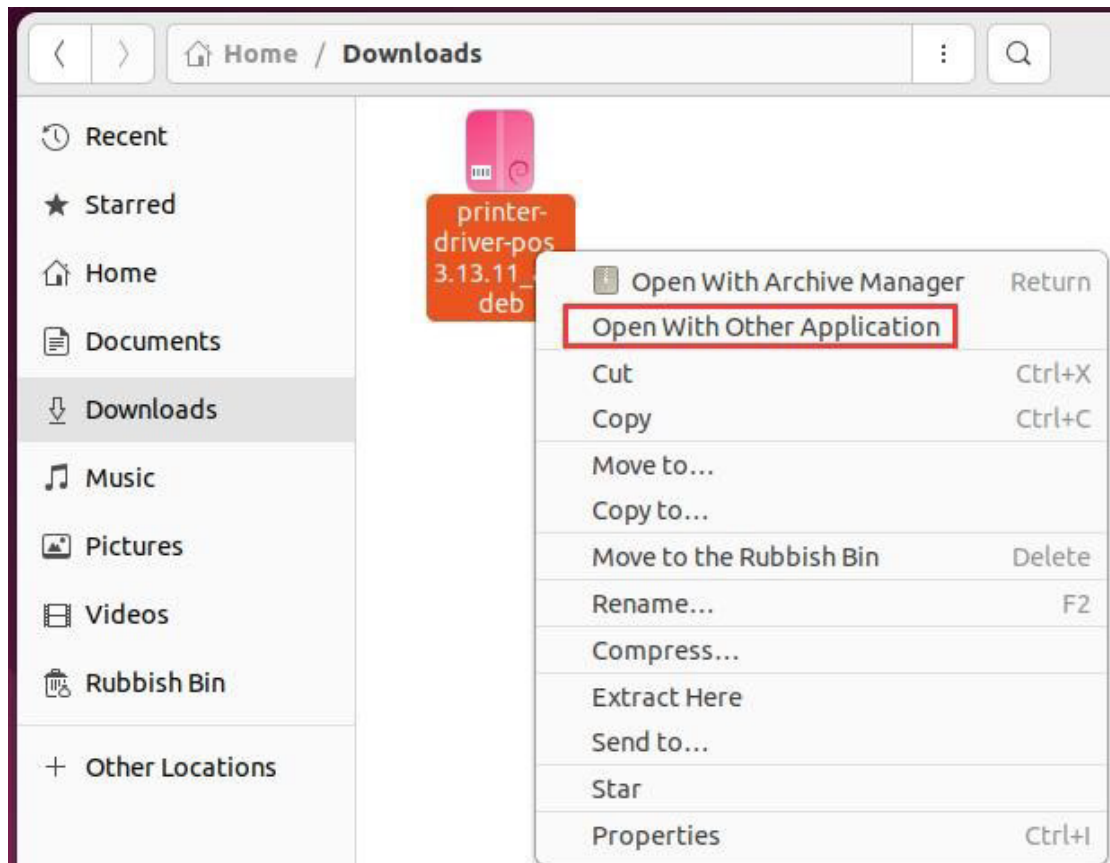 Home / Downloads
Recent
Starred
Home
Documents
Downloads
Music
Pictures
Videos
Rubbish Bin
+ Other Locations
printer-
driver-pos
3.13.11_
deb
Open With Archive Manager Return
Open With Other Application
Cut Ctrl+X
Copy Ctrl+C
Move to…
Copy to…
Move to the Rubbish Bin Delete
Rename… F2
Compress…
Extract Here
Send to…
Star
Properties Ctrl+I